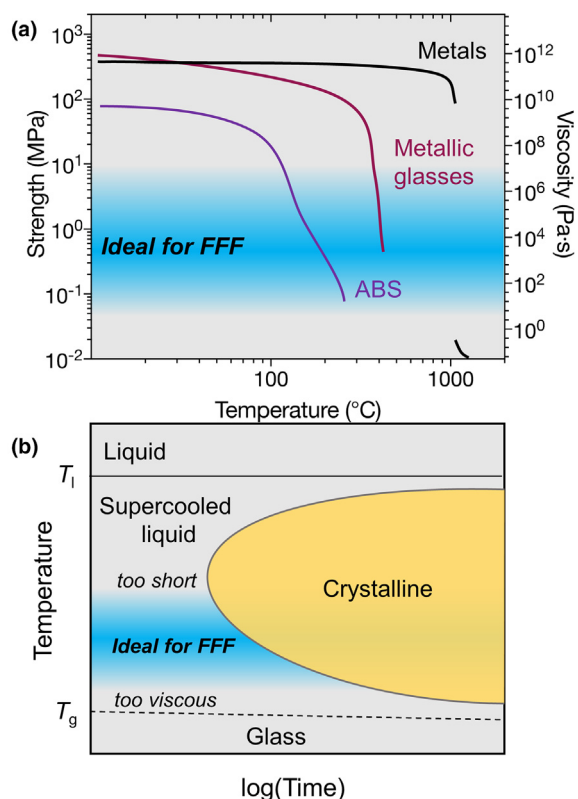 (a)
10³
10²
10¹
10⁰
10⁻¹
10⁻²
Strength (MPa)
Metals
Metallic
glasses
Ideal for FFF
ABS
10¹²
10¹⁰
10⁸
10⁶
10⁴
10²
10⁰
Viscosity (Pa·s)
100
1000
Temperature (°C)
(b)
Liquid
Tₗ
Supercooled
liquid
too short
Crystalline
Ideal for FFF
too viscous
T_g
Glass
Temperature
log(Time)